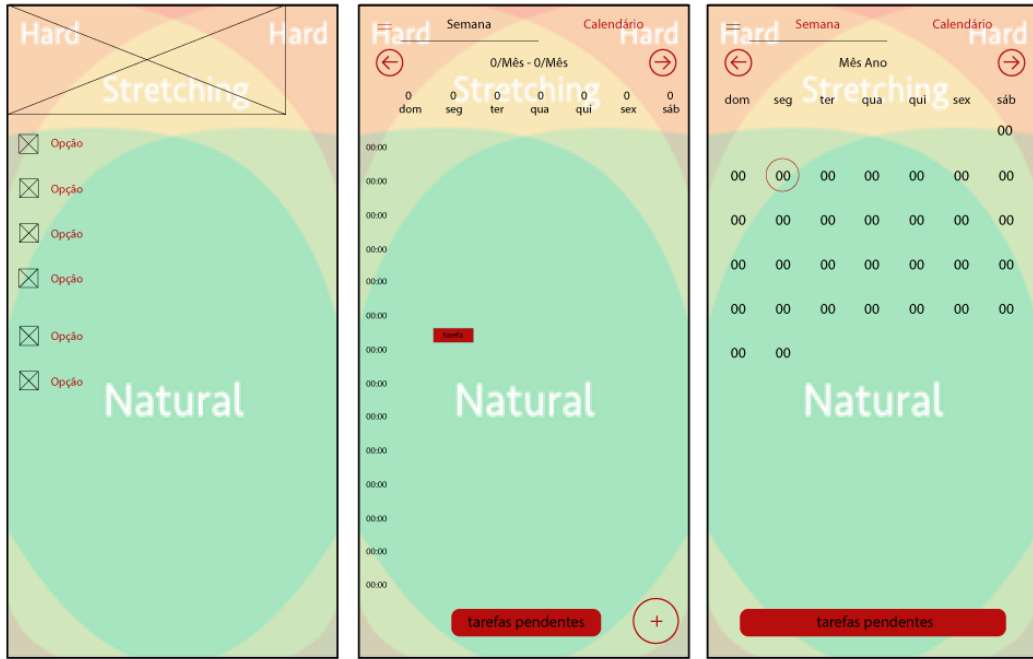 Hard Hard
Stretching
Opção
Opção
Opção
Opção
Opção
Opção
Natural
Semana Calendário
Hard Hard
0/Mês - 0/Mês
Stretching
0 0 0 0 0 0 0
dom seg ter qua qui sex sáb
00:00
00:00
00:00
00:00
00:00
00:00
tarefa
00:00
00:00
00:00
Natural
00:00
00:00
00:00
00:00
00:00
tarefas pendentes +
Semana Calendário
Hard Hard
Mês Ano
Stretching
dom seg ter qua qui sex sáb
00
00 00 00 00 00 00 00
00 00 00 00 00 00 00
00 00 00 00 00 00 00
00 00 00 00 00 00 00
00 00
Natural
tarefas pendentes